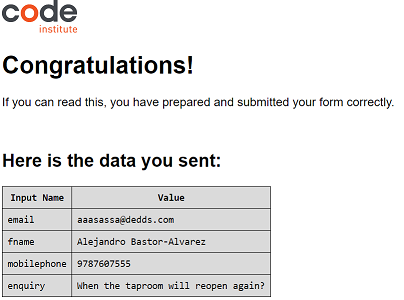 code
institute
Congratulations!
If you can read this, you have prepared and submitted your form correctly.
Here is the data you sent:
Input Name Value
email aaasassa@dedds.com
fname Alejandro Bastor-Alvarez
mobilephone 9787607555
enquiry When the taproom will reopen again?